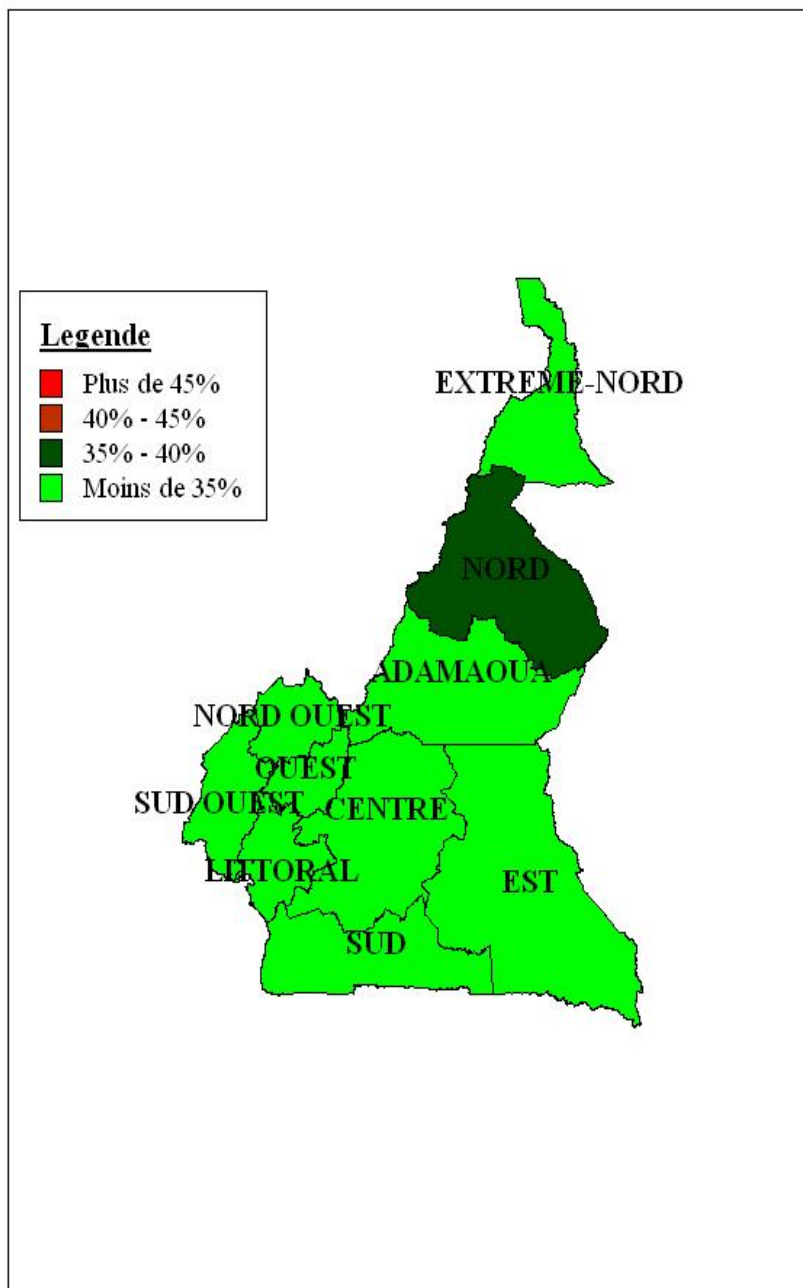 Legende
Plus de 45%
40% - 45%
35% - 40%
Moins de 35%
EXTREME-NORD
NORD
ADAMAOUA
NORD OUEST
OUEST
SUD OUEST
CENTRE
LITTORAL
EST
SUD